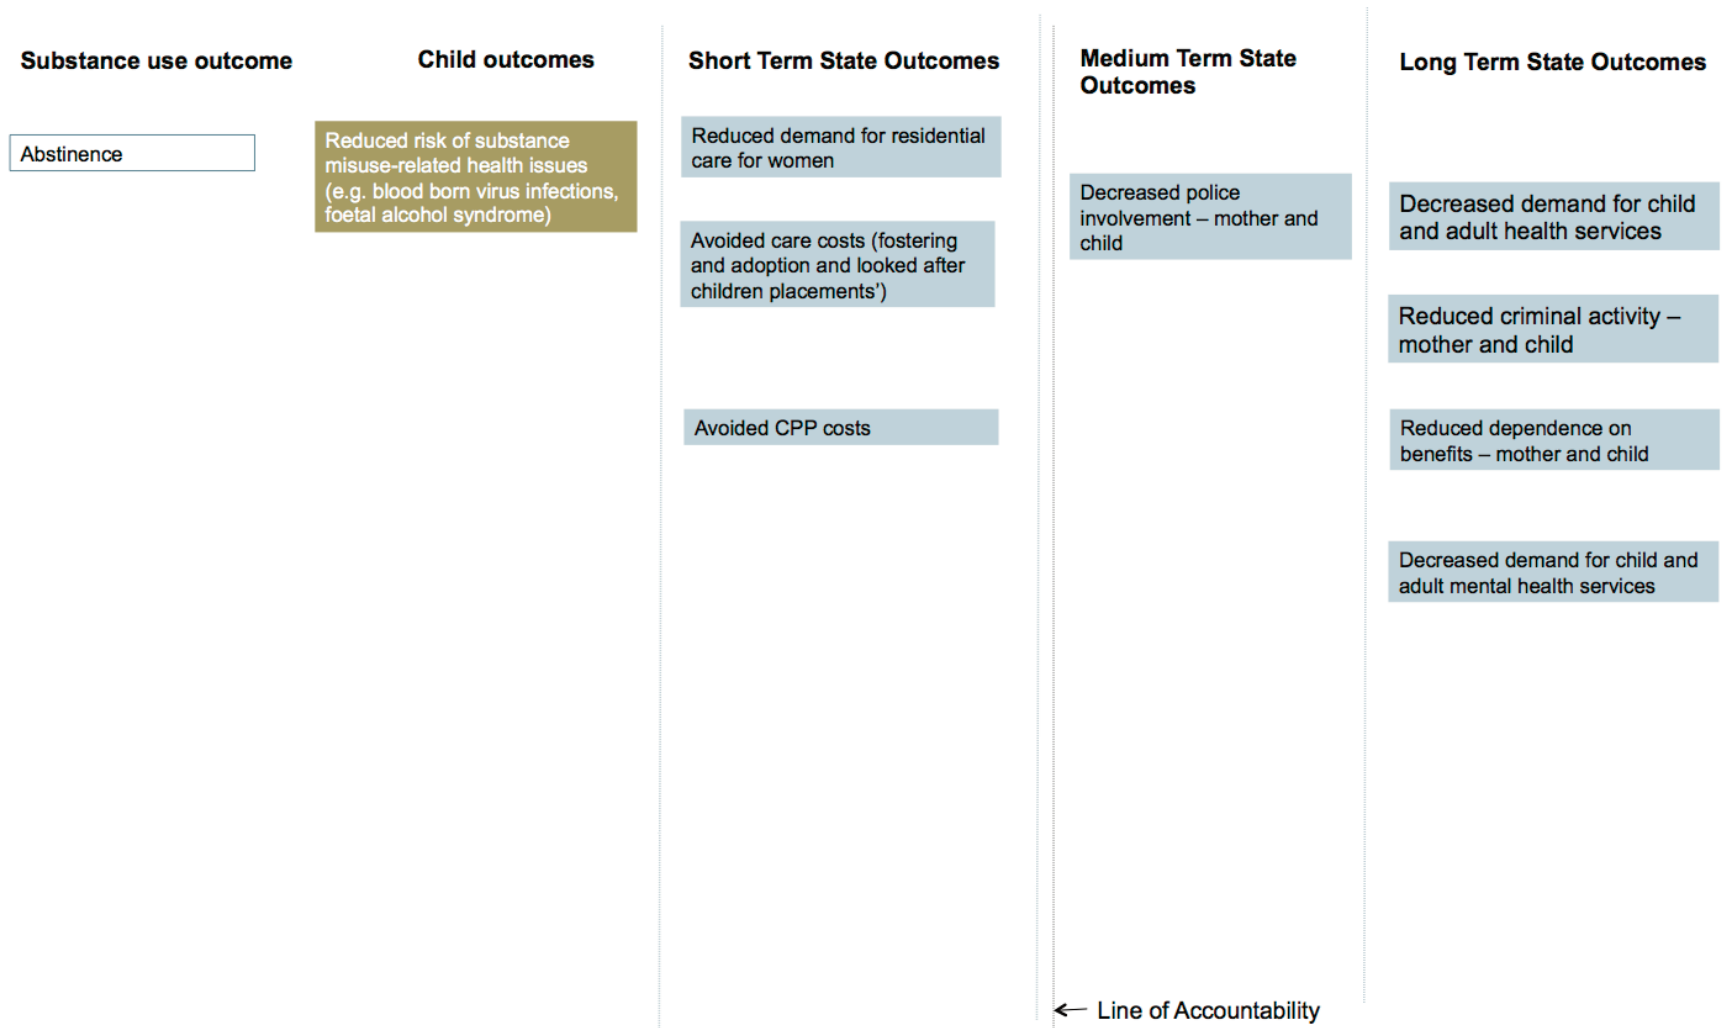 Substance use outcome
Child outcomes
Short Term State Outcomes
Medium Term State
Outcomes
Long Term State Outcomes
Abstinence
Reduced risk of substance
misuse-related health issues
(e.g. blood born virus infections,
foetal alcohol syndrome)
Reduced demand for residential
care for women
Avoided care costs (fostering
and adoption and looked after
children placements’)
Avoided CPP costs
Decreased police
involvement – mother and
child
Decreased demand for child
and adult health services
Reduced criminal activity –
mother and child
Reduced dependence on
benefits – mother and child
Decreased demand for child and
adult mental health services
Line of Accountability